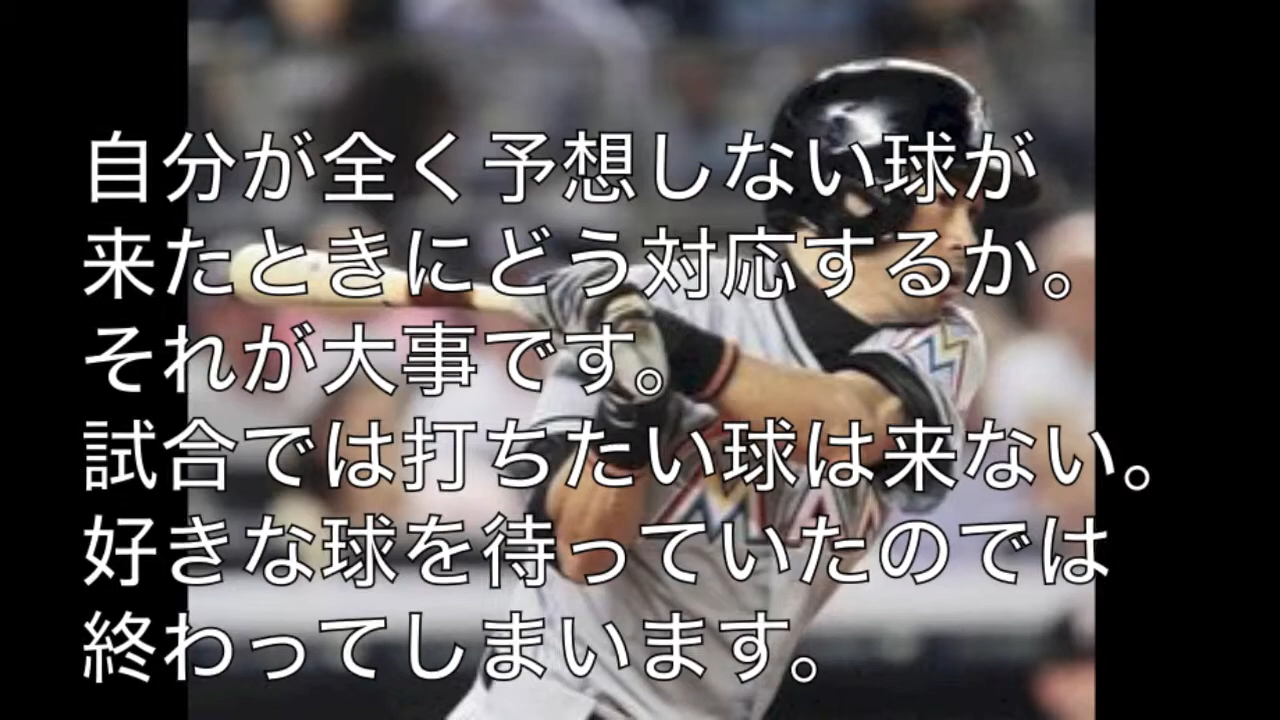 自分が全く予想しない球が
来たときにどう対応するか。
それが大事です。
試合では打ちたい球は来ない。
好きな球を待っていたのでは
終わってしまいます。